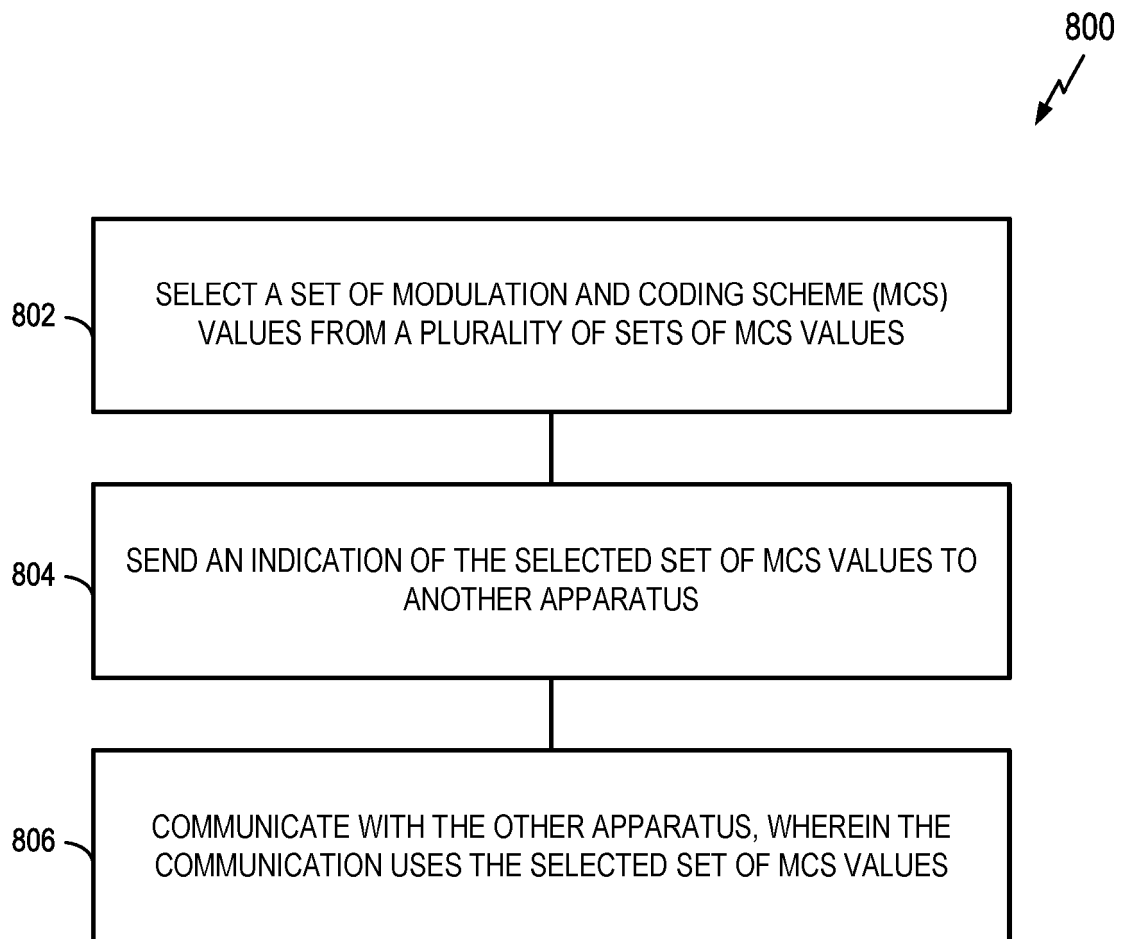 800
802
SELECT A SET OF MODULATION AND CODING SCHEME (MCS)
VALUES FROM A PLURALITY OF SETS OF MCS VALUES
804
SEND AN INDICATION OF THE SELECTED SET OF MCS VALUES TO
ANOTHER APPARATUS
806
COMMUNICATE WITH THE OTHER APPARATUS, WHEREIN THE
COMMUNICATION USES THE SELECTED SET OF MCS VALUES